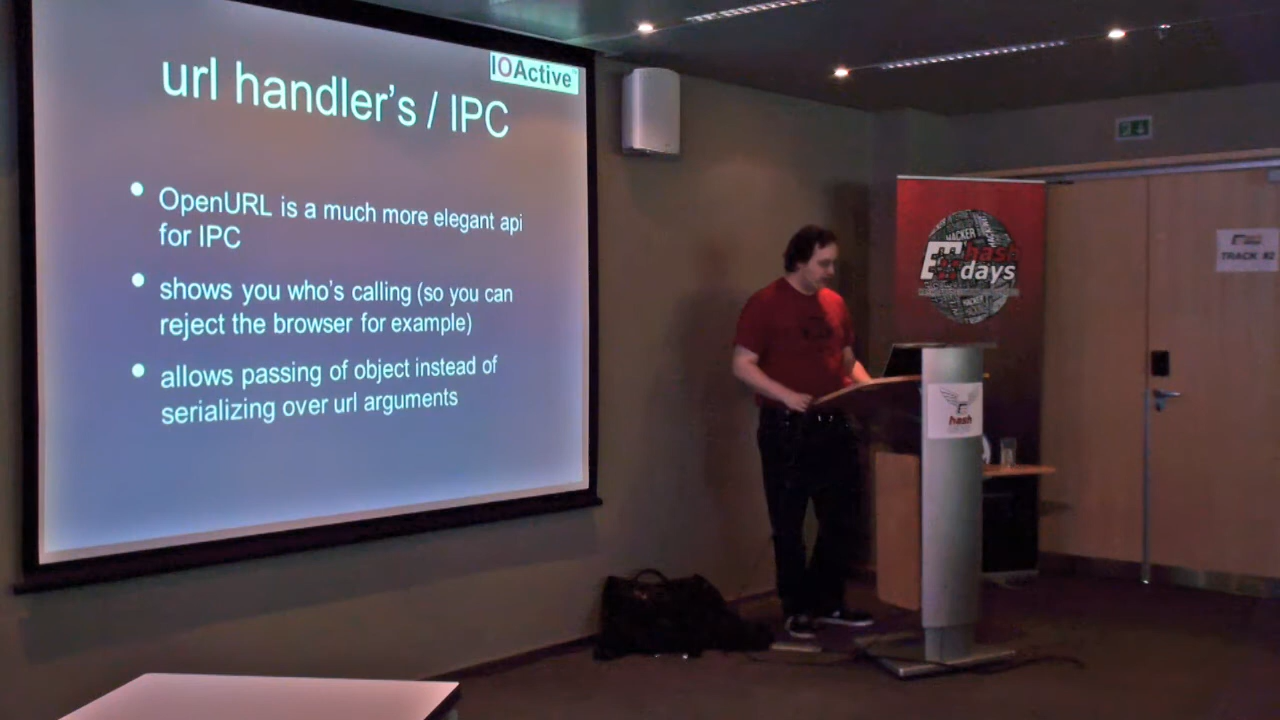 IOActive
url handler's / IPC
OpenURL is a much more elegant api
for IPC
shows you who's calling (so you can
reject the browser for example)
allows passing of object instead of
serializing over url arguments
HACKER
hash
days
TRACK #2
hash